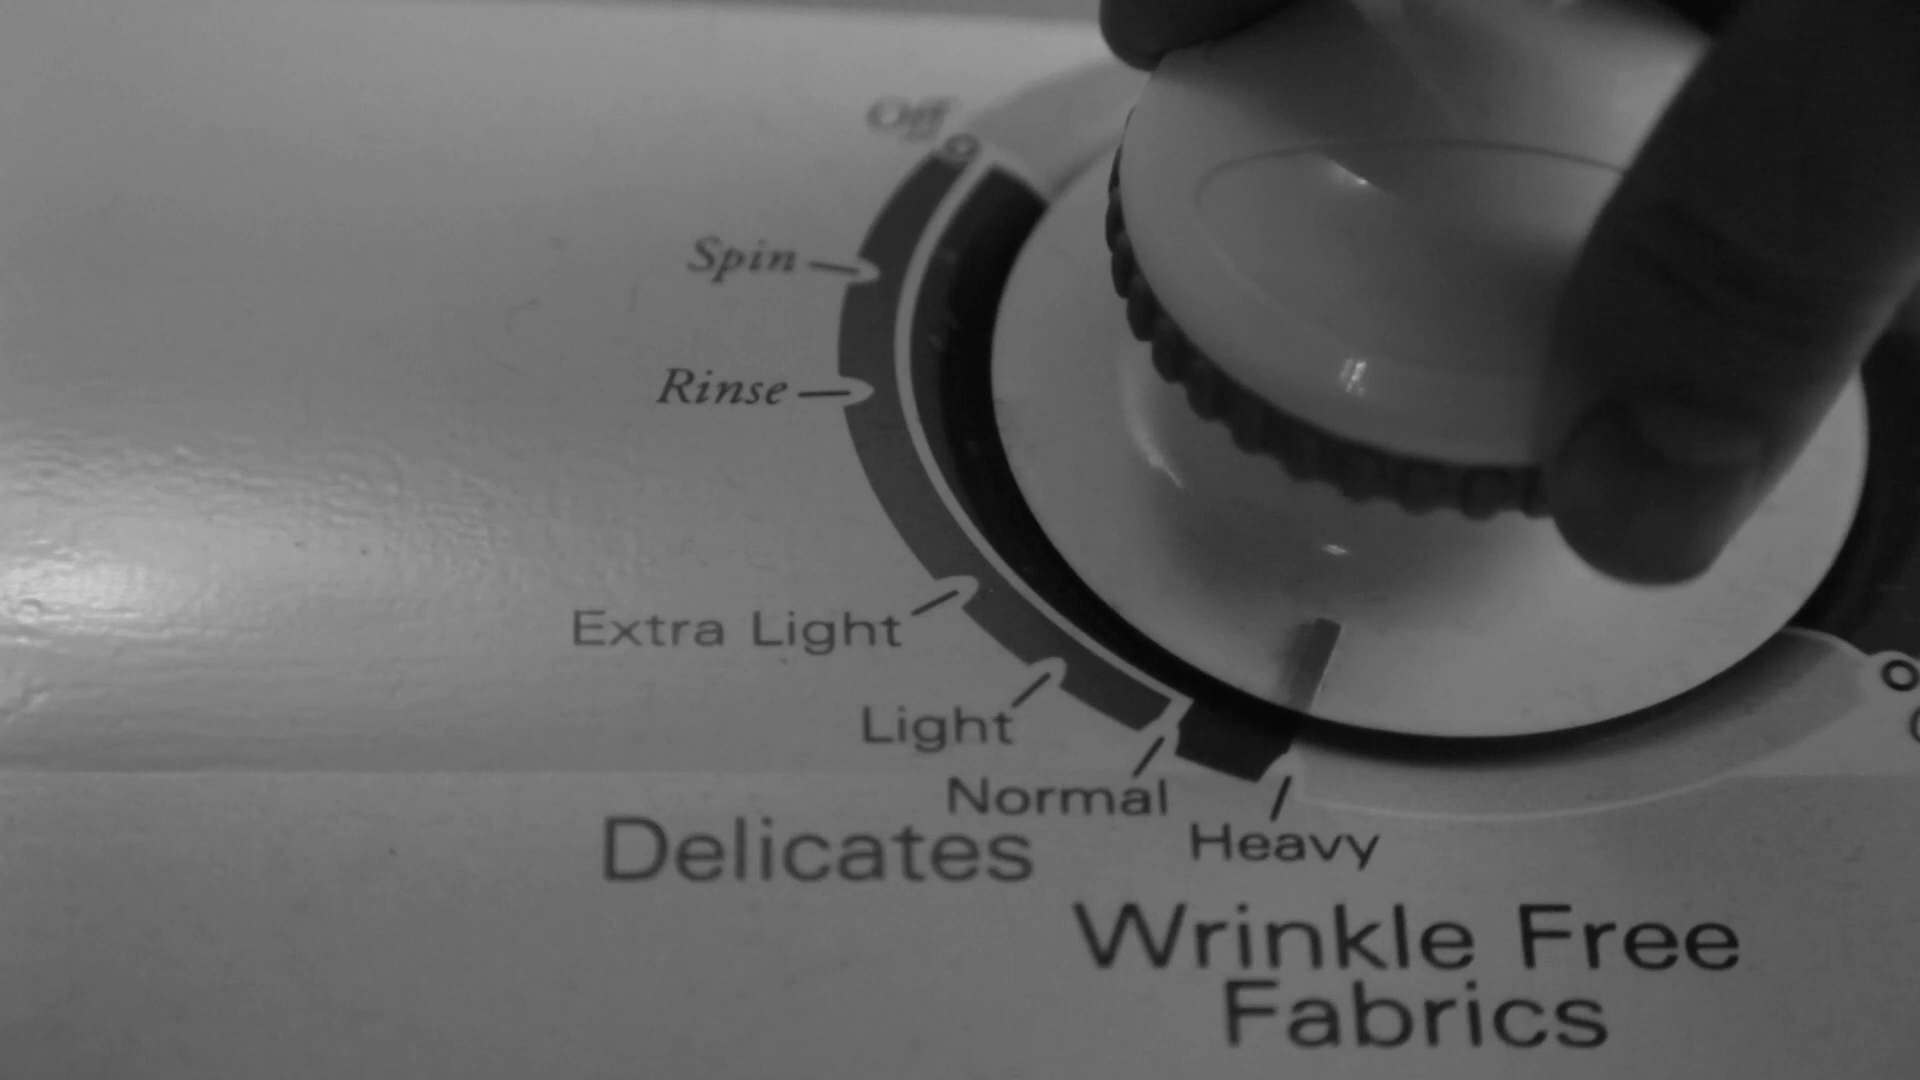 Off
Spin
Rinse
Extra Light
Light
Normal
Delicates
Heavy
Wrinkle Free
Fabrics